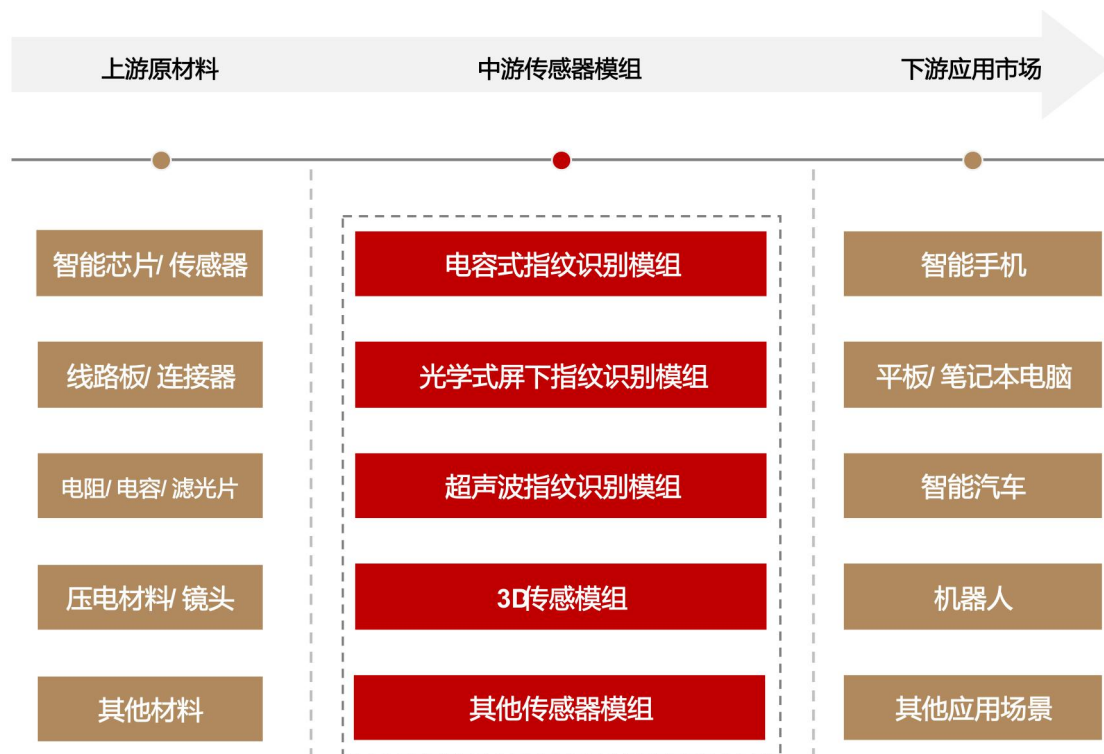 上游原材料
中游传感器模组
下游应用市场
智能芯片/ 传感器
电容式指纹识别模组
智能手机
线路板/ 连接器
光学式屏下指纹识别模组
平板/ 笔记本电脑
电阻/ 电容/ 滤光片
超声波指纹识别模组
智能汽车
压电材料/ 镜头
3D传感模组
机器人
其他材料
其他传感器模组
其他应用场景